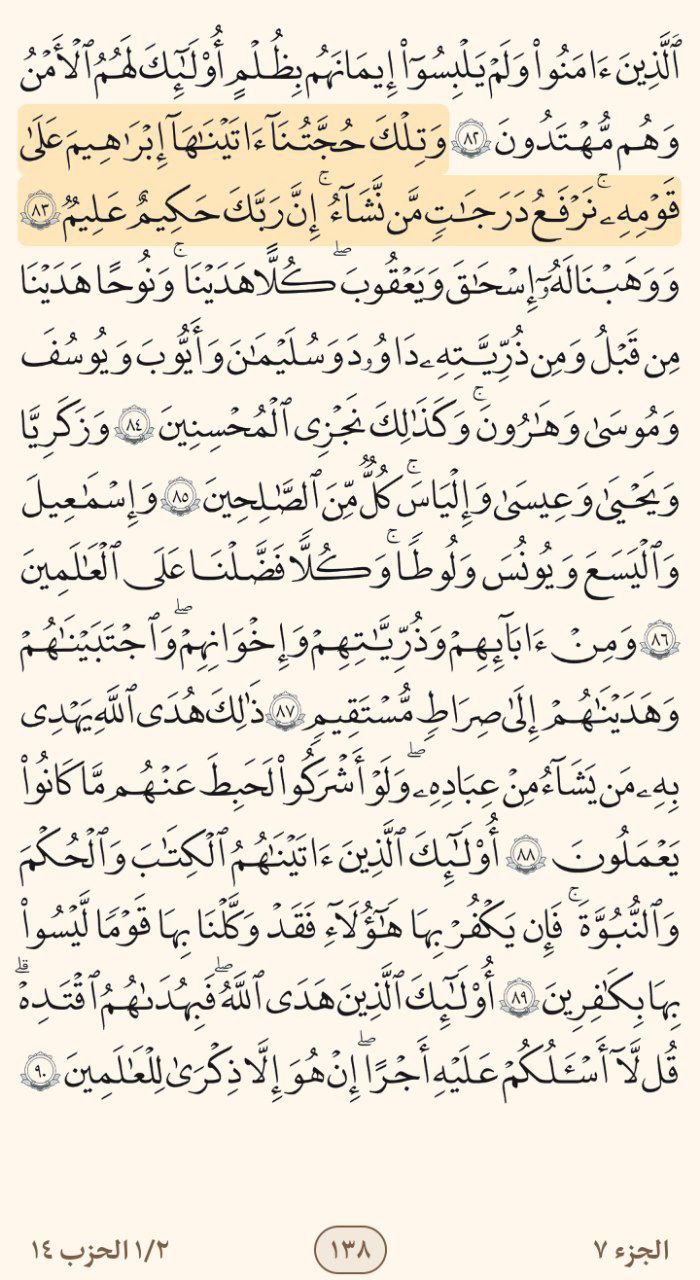 ٱلَّذِينَ ءَامَنُوا۟ وَلَمْ يَلْبِسُوٓا۟ إِيمَـٰنَهُم بِظُلْمٍ أُو۟لَـٰٓئِكَ لَهُمُ ٱلْأَمْنُ
وَهُم مُّهْتَدُونَ ٨٢ وَتِلْكَ حُجَّتُنَآ ءَاتَيْنَـٰهَآ إِبْرَٰهِيمَ عَلَىٰ
قَوْمِهِۦ ۚ نَرْفَعُ دَرَجَـٰتٍ مَّن نَّشَآءُ ۗ إِنَّ رَبَّكَ حَكِيمٌ عَلِيمٌ ٨٣
وَوَهَبْنَا لَهُۥٓ إِسْحَـٰقَ وَيَعْقُوبَ ۖ كُلًّا هَدَيْنَا ۚ وَنُوحًا هَدَيْنَا
مِن قَبْلُ وَمِن ذُرِّيَّتِهِۦ دَاوُۥدَ وَسُلَيْمَـٰنَ وَأَيُّوبَ وَيُوسُفَ
وَمُوسَىٰ وَهَـٰرُونَ ۚ وَكَذَٰلِكَ نَجْزِى ٱلْمُحْسِنِينَ ٨٤ وَزَكَرِيَّا
وَيَحْيَىٰ وَعِيسَىٰ وَإِلْيَاسَ ۚ كُلٌّ مِّنَ ٱلصَّـٰلِحِينَ ٨٥ وَإِسْمَـٰعِيلَ
وَٱلْيَسَعَ وَيُونُسَ وَلُوطًا ۚ وَكُلًّا فَضَّلْنَا عَلَى ٱلْعَـٰلَمِينَ
٨٦ وَمِنْ ءَابَآئِهِمْ وَذُرِّيَّـٰتِهِمْ وَإِخْوَٰنِهِمْ ۖ وَٱجْتَبَيْنَـٰهُمْ
وَهَدَيْنَـٰهُمْ إِلَىٰ صِرَٰطٍ مُّسْتَقِيمٍ ٨٧ ذَٰلِكَ هُدَى ٱللَّهِ يَهْدِى
بِهِۦ مَن يَشَآءُ مِنْ عِبَادِهِۦ ۖ وَلَوْ أَشْرَكُوا۟ لَحَبِطَ عَنْهُم مَّا كَانُوا۟
يَعْمَلُونَ ٨٨ أُو۟لَـٰٓئِكَ ٱلَّذِينَ ءَاتَيْنَـٰهُمُ ٱلْكِتَـٰبَ وَٱلْحُكْمَ
وَٱلنُّبُوَّةَ ۚ فَإِن يَكْفُرْ بِهَا هَـٰٓؤُلَآءِ فَقَدْ وَكَّلْنَا بِهَا قَوْمًا لَّيْسُوا۟
بِهَا بِكَـٰفِرِينَ ٨٩ أُو۟لَـٰٓئِكَ ٱلَّذِينَ هَدَى ٱللَّهُ ۖ فَبِهُدَىٰهُمُ ٱقْتَدِهْ ۗ
قُل لَّآ أَسْـَٔلُكُمْ عَلَيْهِ أَجْرًا ۖ إِنْ هُوَ إِلَّا ذِكْرَىٰ لِلْعَـٰلَمِينَ ٩٠
الجزء ٧ ١٣٨ ١/٢ الحزب ١٤